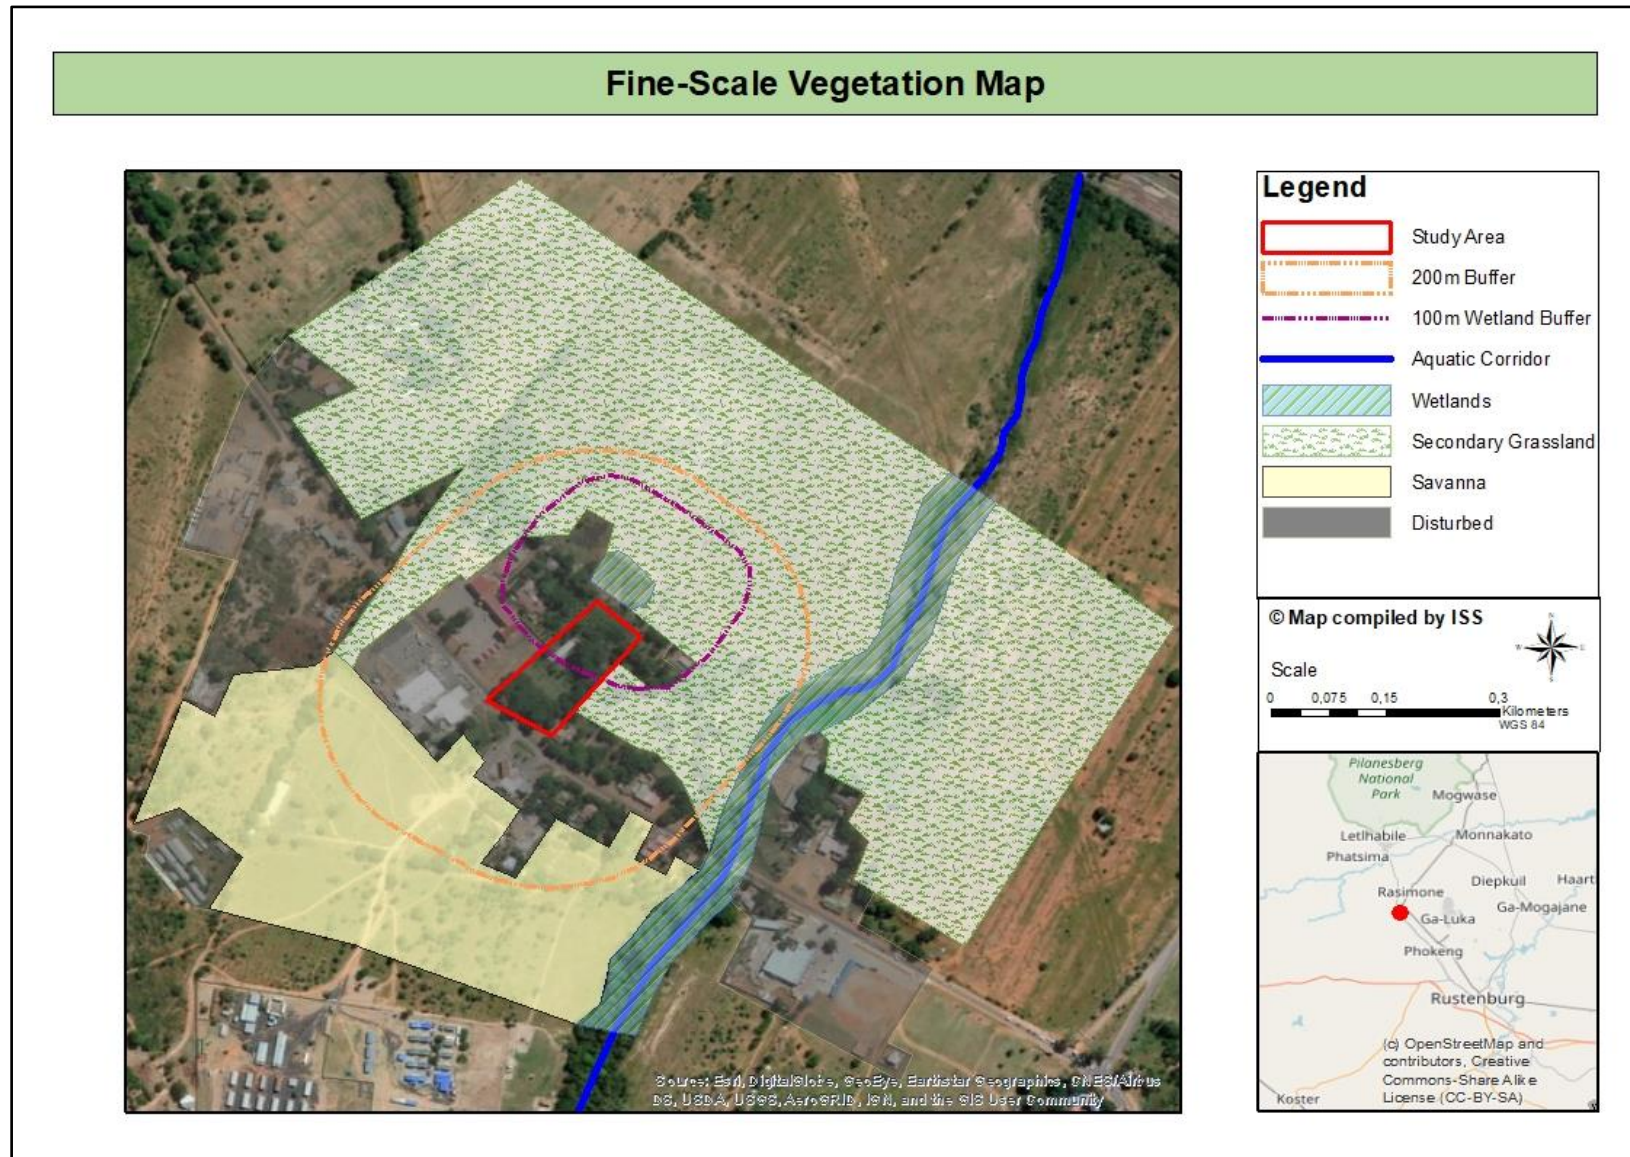 Fine-Scale Vegetation Map
Legend
Study Area
200m Buffer
100m Wetland Buffer
Aquatic Corridor
Wetlands
Secondary Grassland
Savanna
Disturbed
© Map compiled by ISS
N
W
E
S
Scale
0 0,075 0,15 0,3
Kilometers
WGS 84
Pilanesberg
National
Park
Mogwase
Letlhabile
Monnakato
Phatsima
Rasimone
Diepkuil
Haart
Ga-Luka
Ga-Mogajane
Phokeng
Rustenburg
Koster
(c) OpenStreetMap and
contributors, Creative
Commons-Share Alike
License (CC-BY-SA)
Source: Esri, DigitalGlobe, GeoEye, Earthstar Geographics, CNES/Airbus
DS, USDA, USGS, AeroGRID, IGN, and the GIS User Community